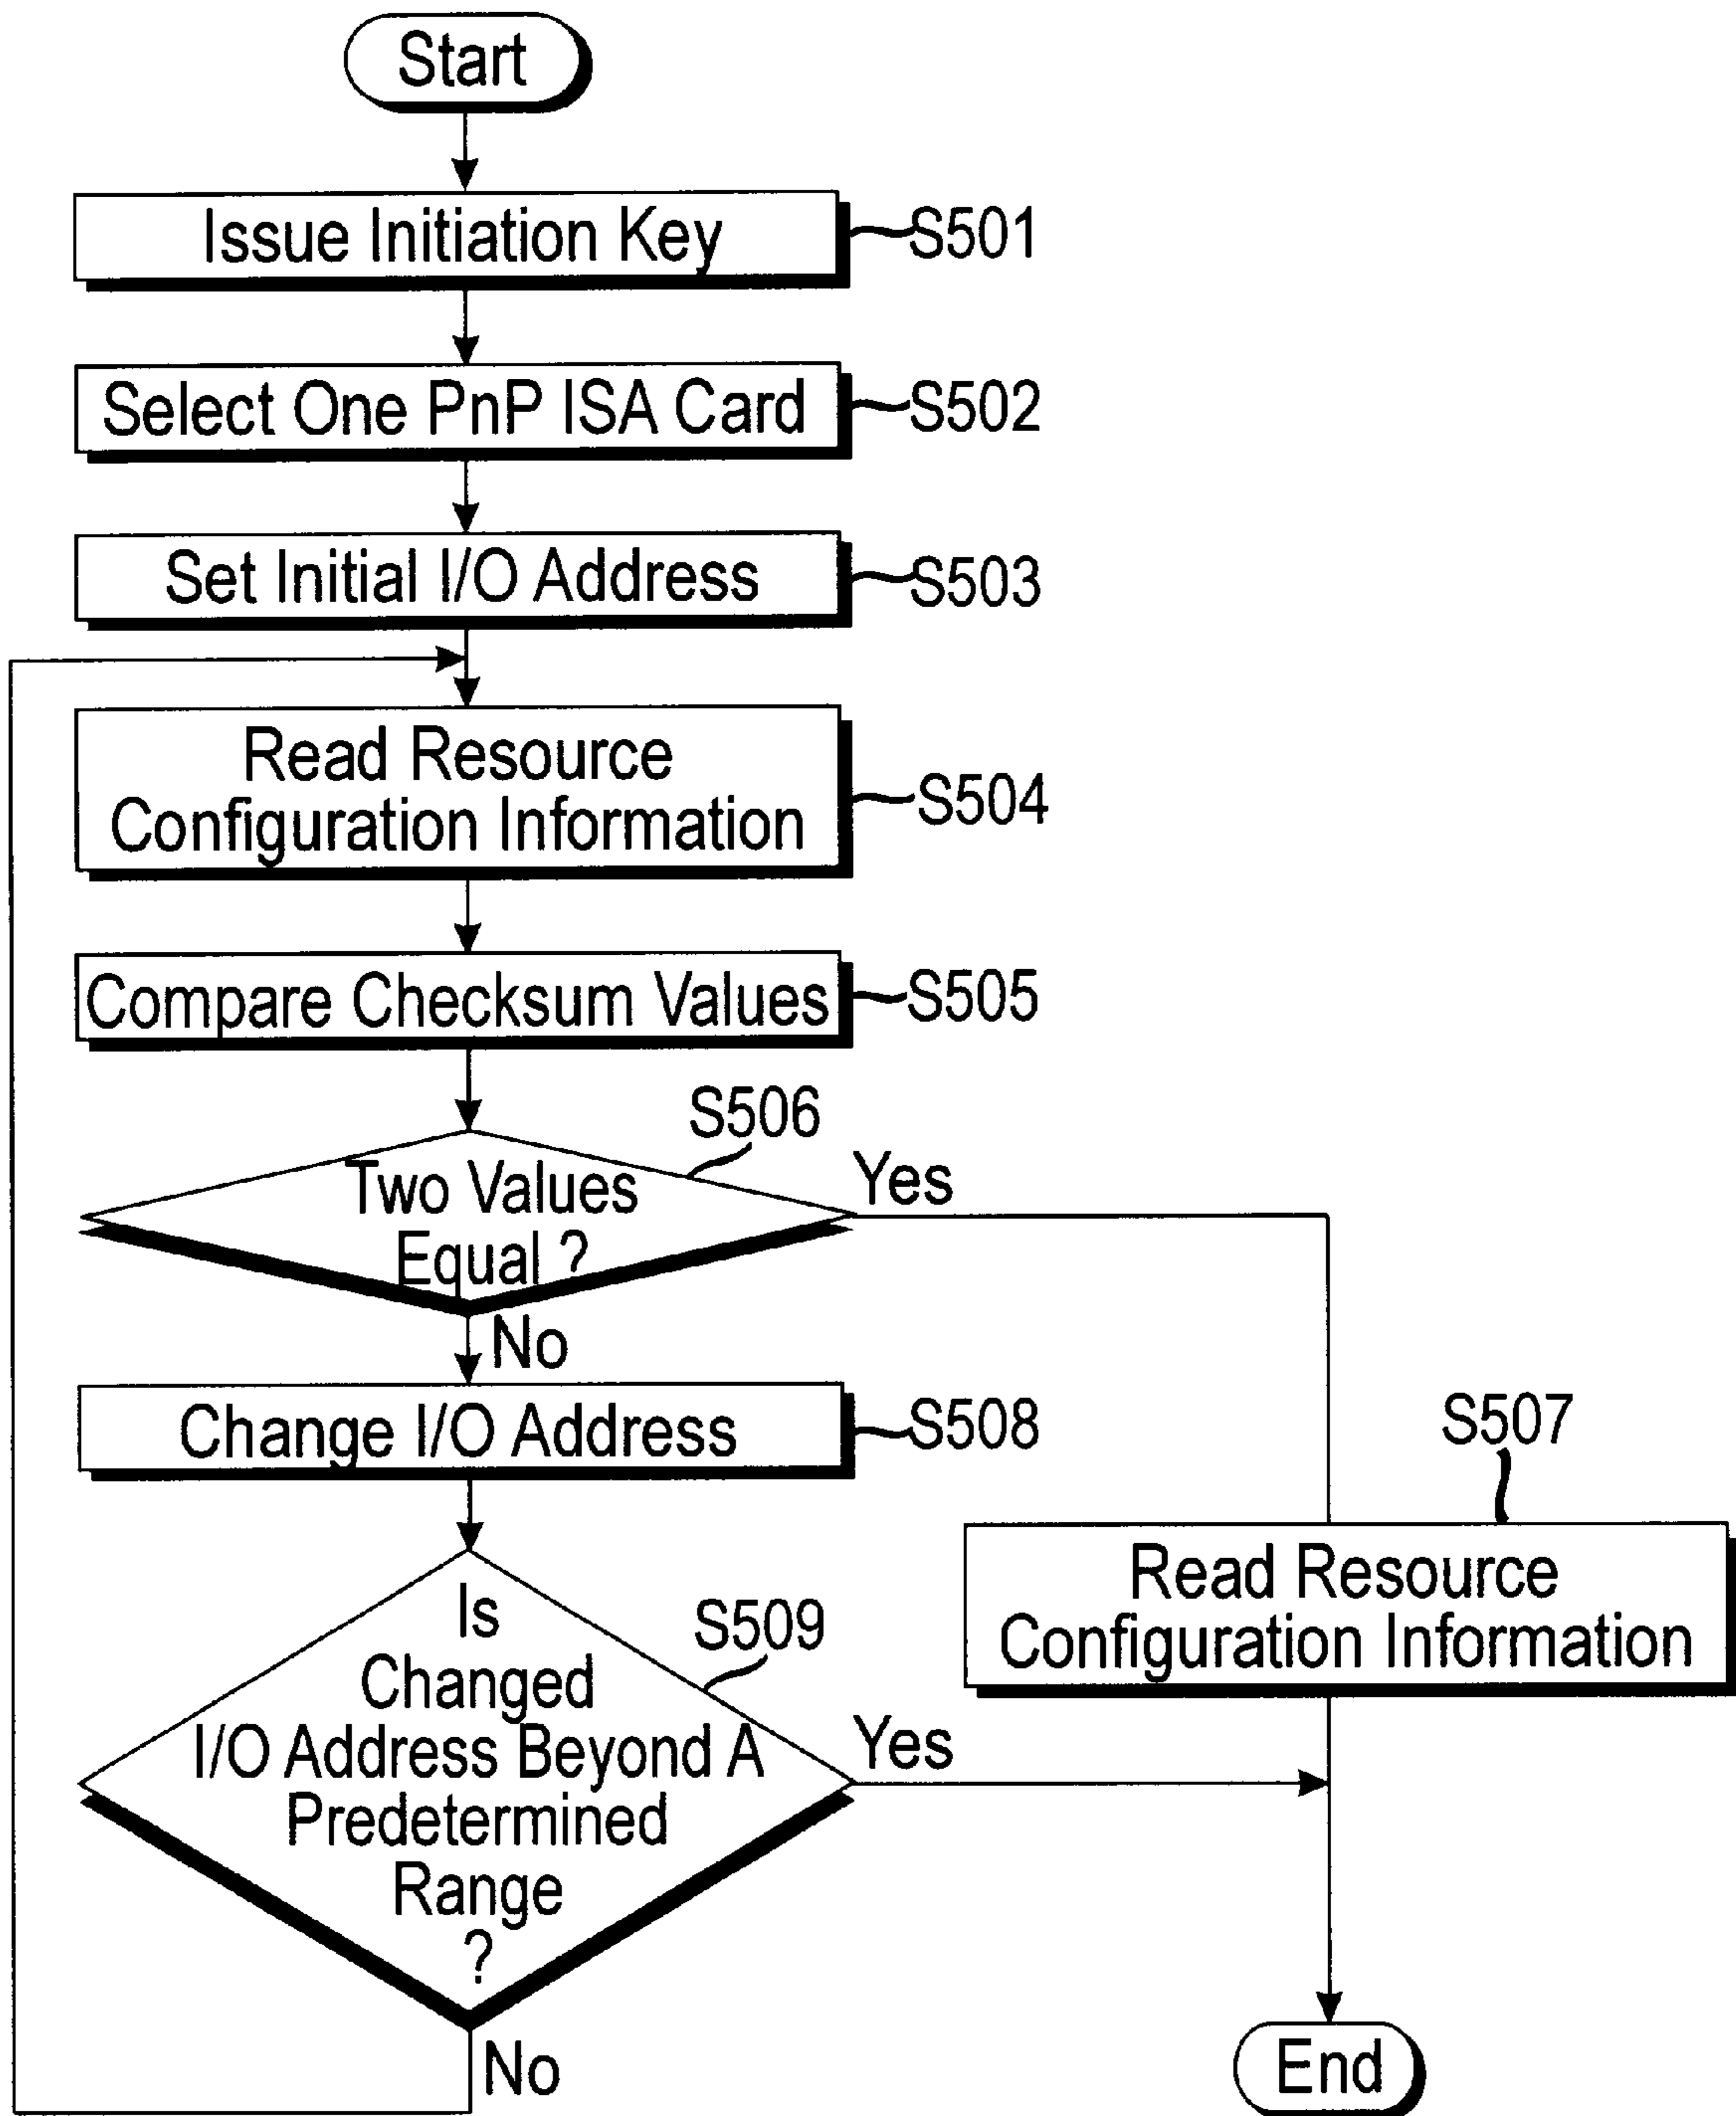 Start
Issue Initiation Key
S501
Select One PnP ISA Card
S502
Set Initial I/O Address
S503
Read Resource
Configuration Information
S504
Compare Checksum Values
S505
S506
Two Values
Equal ?
Yes
No
Change I/O Address
S508
S507
Read Resource
Configuration Information
S509
Is
Changed
I/O Address Beyond A
Predetermined
Range
?
Yes
No
End